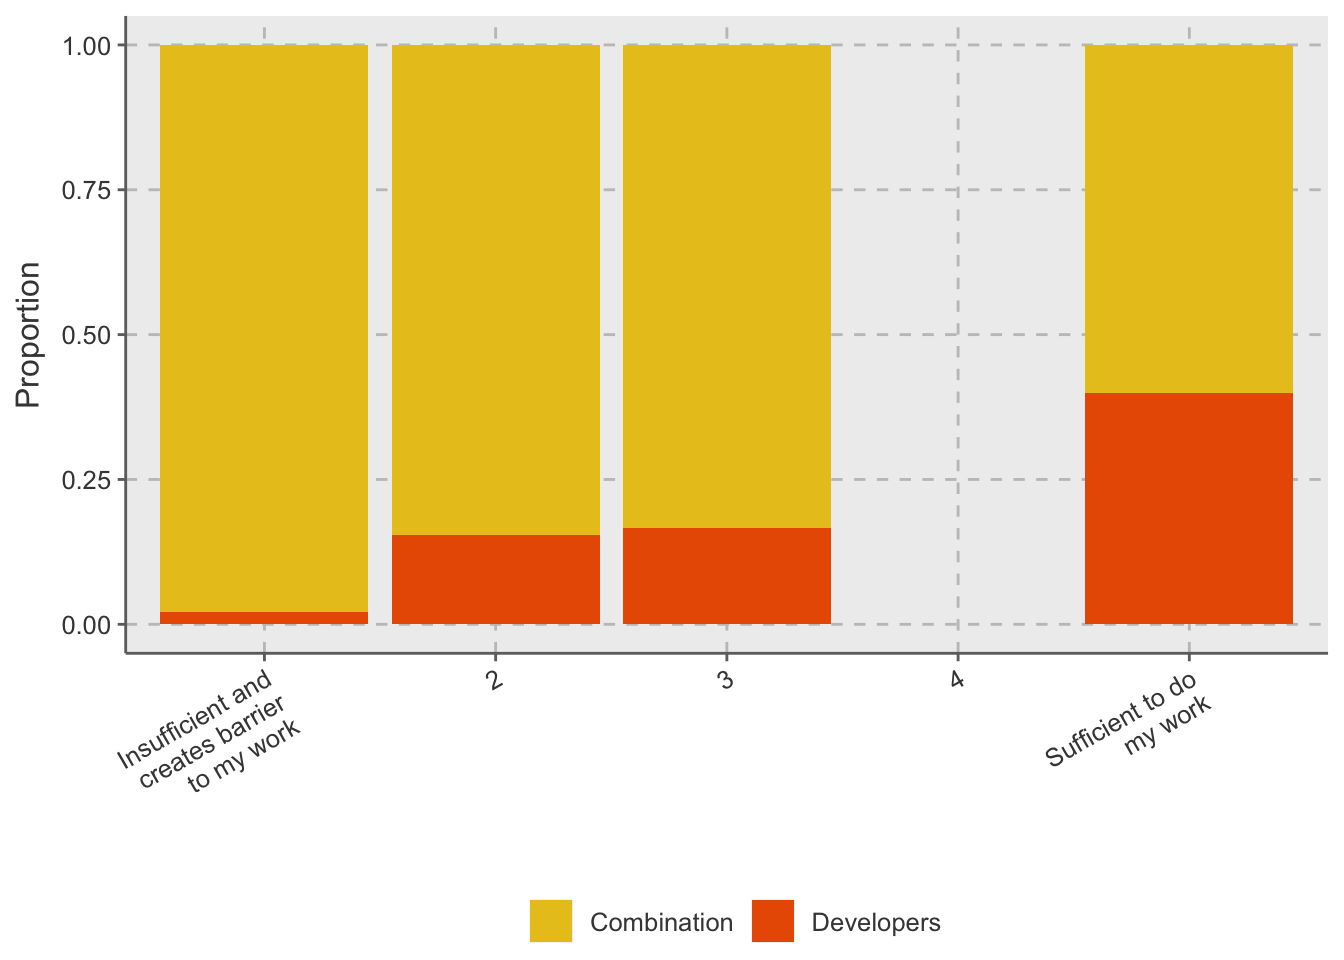 1.00
0.75
0.50
0.25
0.00
Proportion
Insufficient and
creates barrier
to my work
2
3
4
Sufficient to do
my work
Combination
Developers